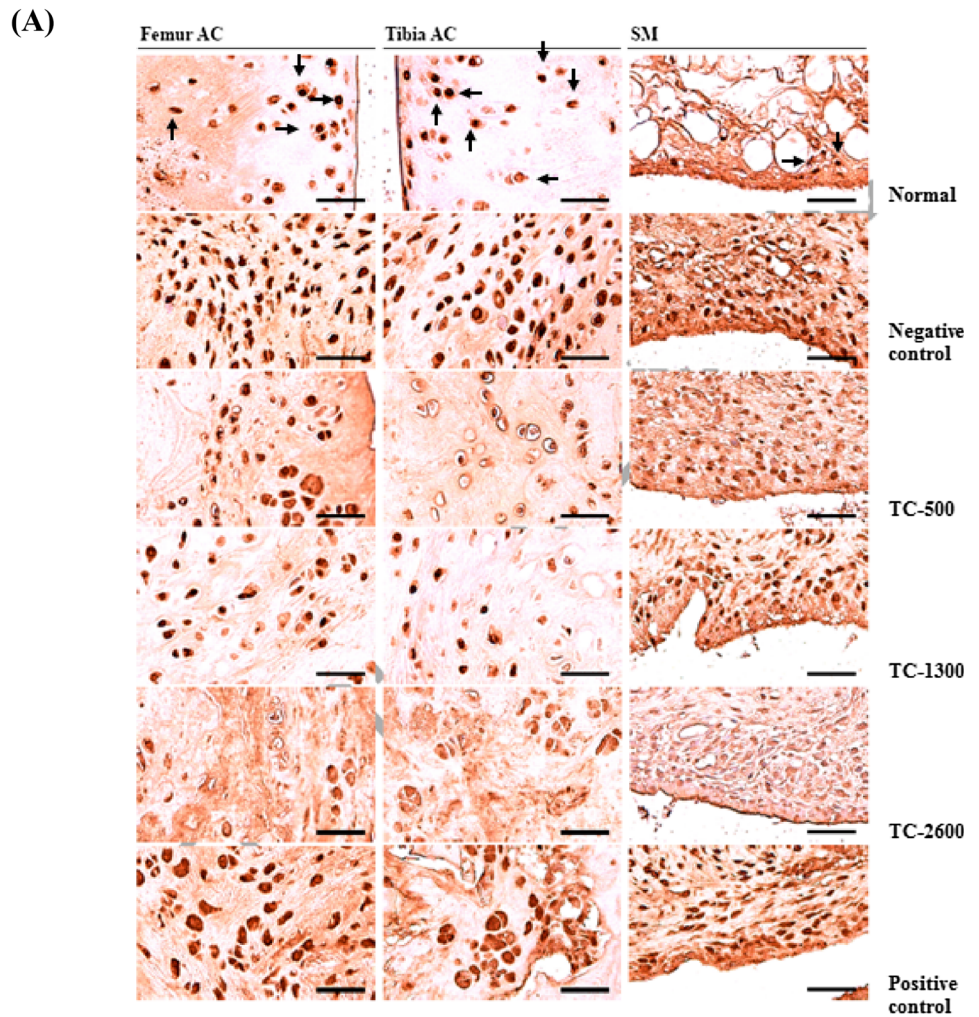 (A)
Femur AC Tibia AC SM
Normal
Negative
control
TC-500
TC-1300
TC-2600
Positive
control